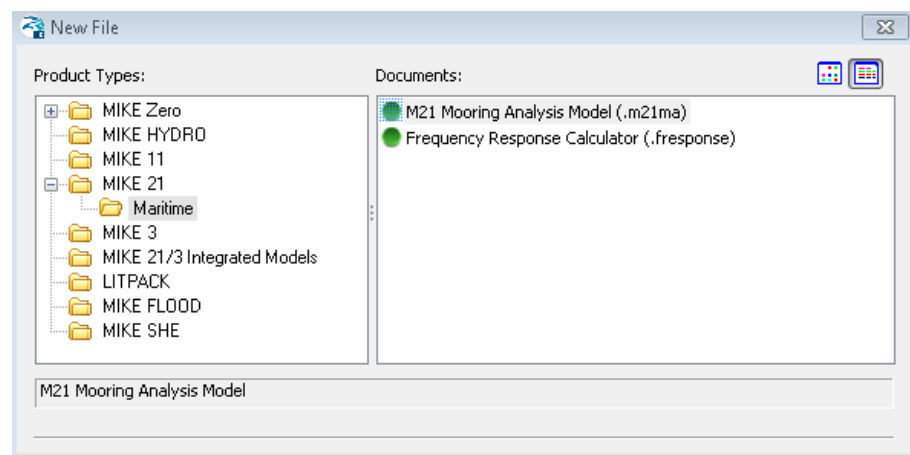 New File
Product Types:
Documents:
MIKE Zero
MIKE HYDRO
MIKE 11
MIKE 21
Maritime
MIKE 3
MIKE 21/3 Integrated Models
LITPACK
MIKE FLOOD
MIKE SHE
M21 Mooring Analysis Model (.m21ma)
Frequency Response Calculator (.fresponse)
M21 Mooring Analysis Model